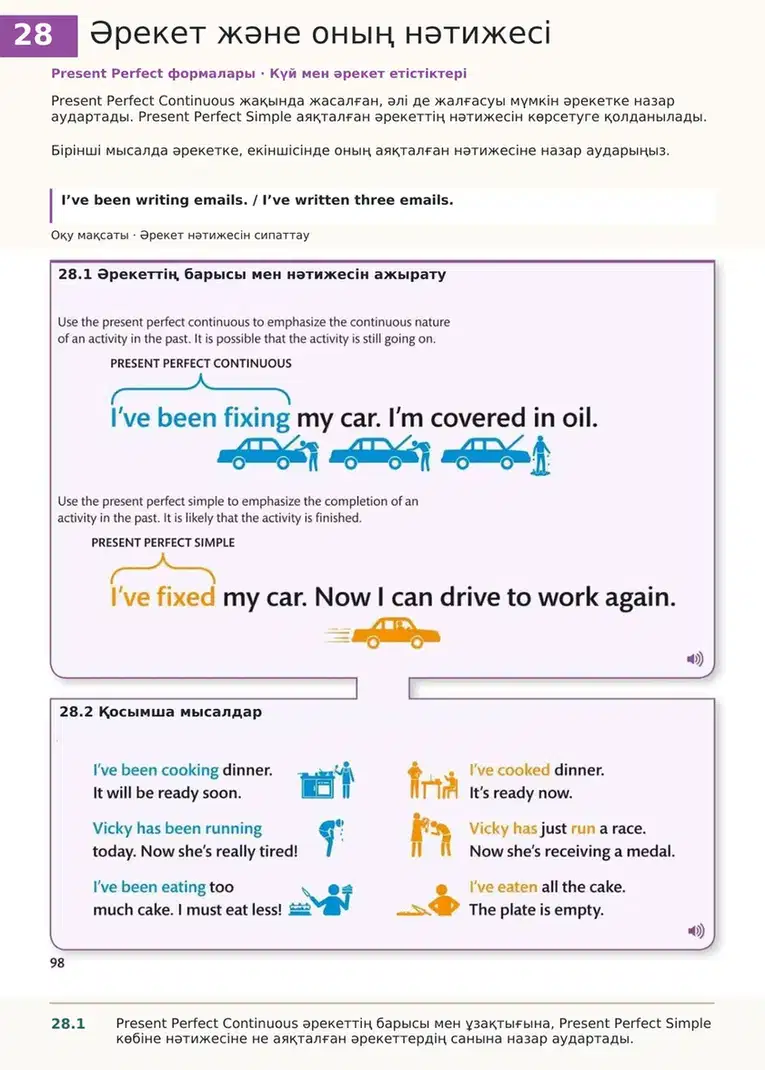 28 Әрекет және оның нәтижесі
Present Perfect формалары · Күй мен әрекет етістіктері
Present Perfect Continuous жақында жасалған, әлі де жалғасуы мүмкін әрекетке назар
аудартады. Present Perfect Simple аяқталған әрекеттің нәтижесін көрсетуге қолданылады.
Бірінші мысалда әрекетке, екіншісінде оның аяқталған нәтижесіне назар аударыңыз.
I’ve been writing emails. / I’ve written three emails.
Оқу мақсаты · Әрекет нәтижесін сипаттау
28.1 Әрекеттің барысы мен нәтижесін ажырату
Use the present perfect continuous to emphasize the continuous nature
of an activity in the past. It is possible that the activity is still going on.
PRESENT PERFECT CONTINUOUS
I’ve been fixing my car. I’m covered in oil.
Use the present perfect simple to emphasize the completion of an
activity in the past. It is likely that the activity is finished.
PRESENT PERFECT SIMPLE
I’ve fixed my car. Now I can drive to work again.
28.2 Қосымша мысалдар
I’ve been cooking dinner.
It will be ready soon.
I’ve cooked dinner.
It’s ready now.
Vicky has been running
today. Now she’s really tired!
Vicky has just run a race.
Now she’s receiving a medal.
I’ve been eating too
much cake. I must eat less!
I’ve eaten all the cake.
The plate is empty.
98
28.1 Present Perfect Continuous әрекеттің барысы мен ұзақтығына, Present Perfect Simple
көбіне нәтижесіне не аяқталған әрекеттердің санына назар аудартады.